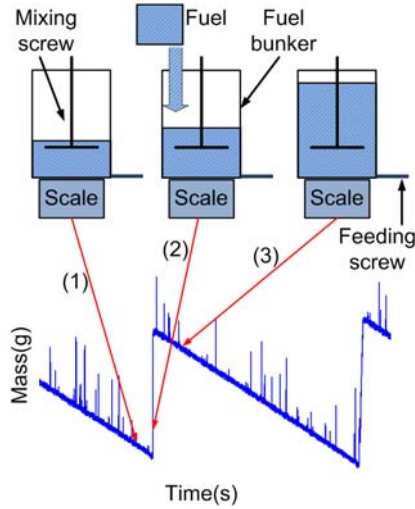 Mixing
screw
Fuel
Fuel
bunker
Scale
Scale
Scale
Feeding
screw
(1)
(2)
(3)
Mass(g)
Time(s)